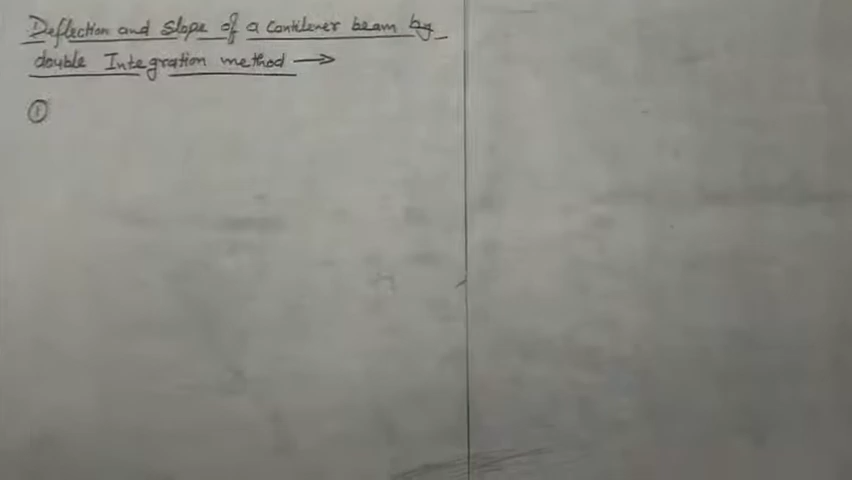 Deflection and Slope of a Cantilever beam by
double Integration method →
①